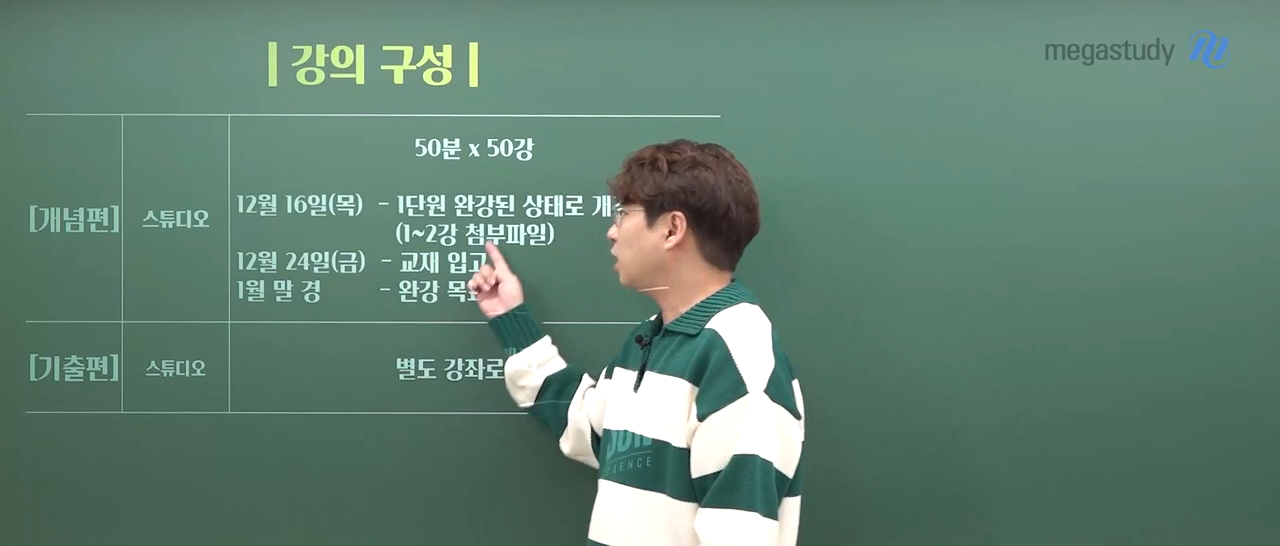 megastudy
| 강의 구성 |
50분 x 50강
[개념편]
스튜디오
12월 16일(목) - 1단원 완강된 상태로
(1~2강 첨부파일)
12월 24일(금) - 교재 입고
1월 말 경 - 완강
[기출편]
스튜디오
별도 강좌로